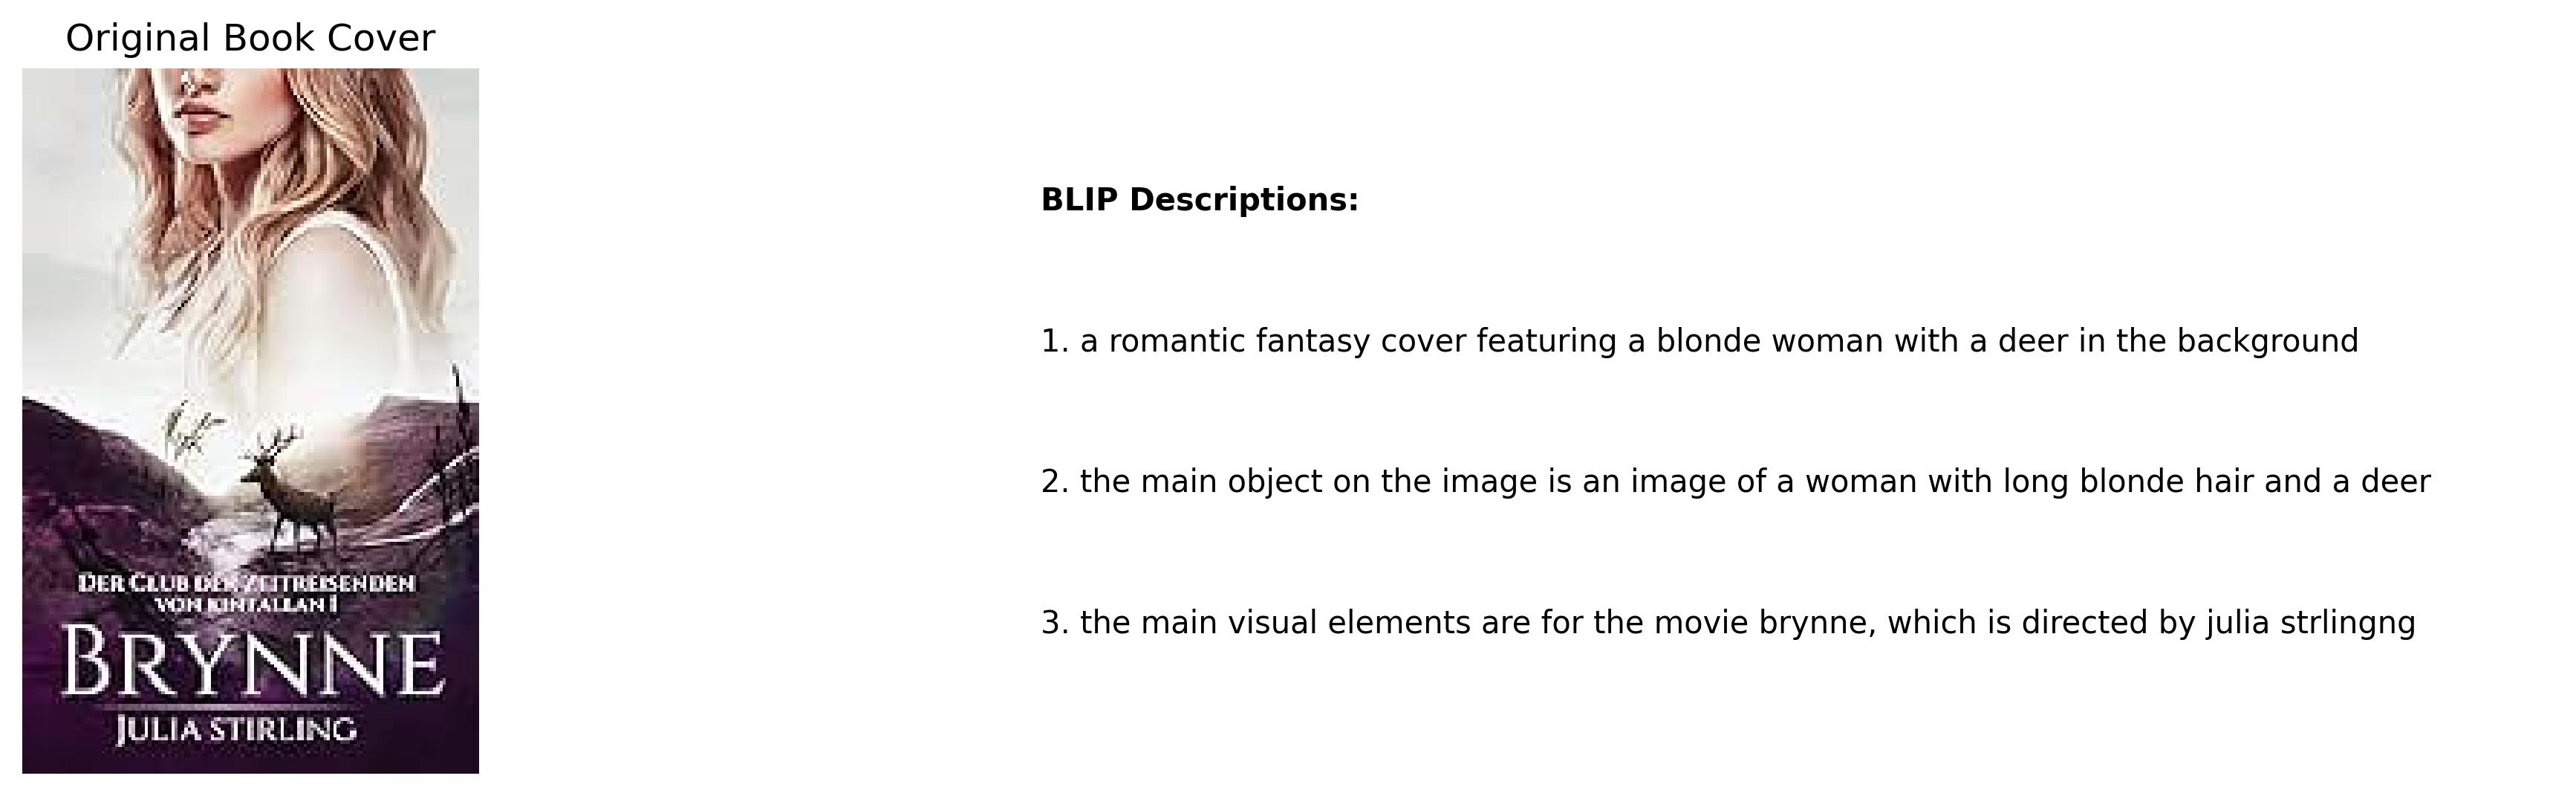 Original Book Cover
DER CLUB DER ZEITREISENDEN
VON KINTALLAN 1
BRYNNE
JULIA STIRLING
BLIP Descriptions:
1. a romantic fantasy cover featuring a blonde woman with a deer in the background
2. the main object on the image is an image of a woman with long blonde hair and a deer
3. the main visual elements are for the movie brynne, which is directed by julia strlingng